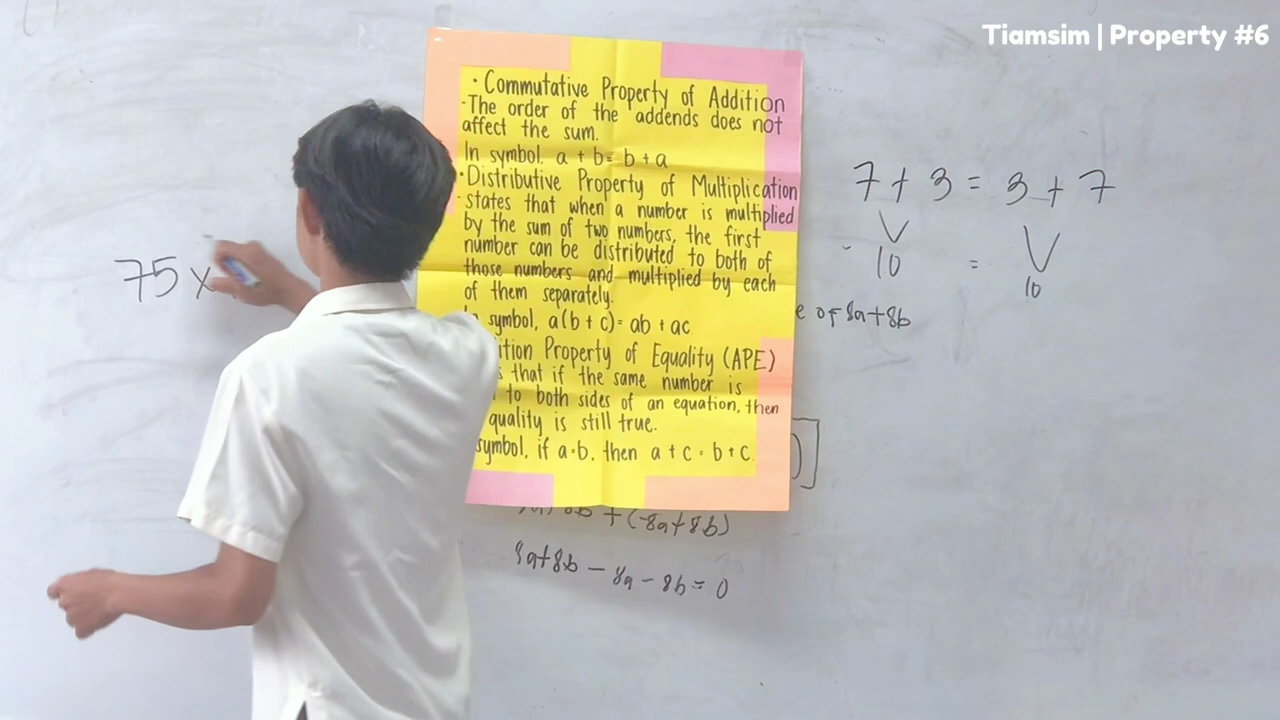 Tiamsim | Property #6
• Commutative Property of Addition
- The order of the addends does not
affect the sum.
In symbol, a + b = b + a
• Distributive Property of Multiplication
- states that when a number is multiplied
by the sum of two numbers, the first
number can be distributed to both of
those numbers and multiplied by each
of them separately.
symbol, a(b + c) = ab + ac
Property of Equality (APE)
that if the same number is
to both sides of an equation, then
quality is still true.
symbol, if a = b, then a + c = b + c
7 + 3 = 3 + 7
10 = 10
of 8a+8b
75 x
+ (-8a+8b)
8a+8b - 8a - 8b = 0